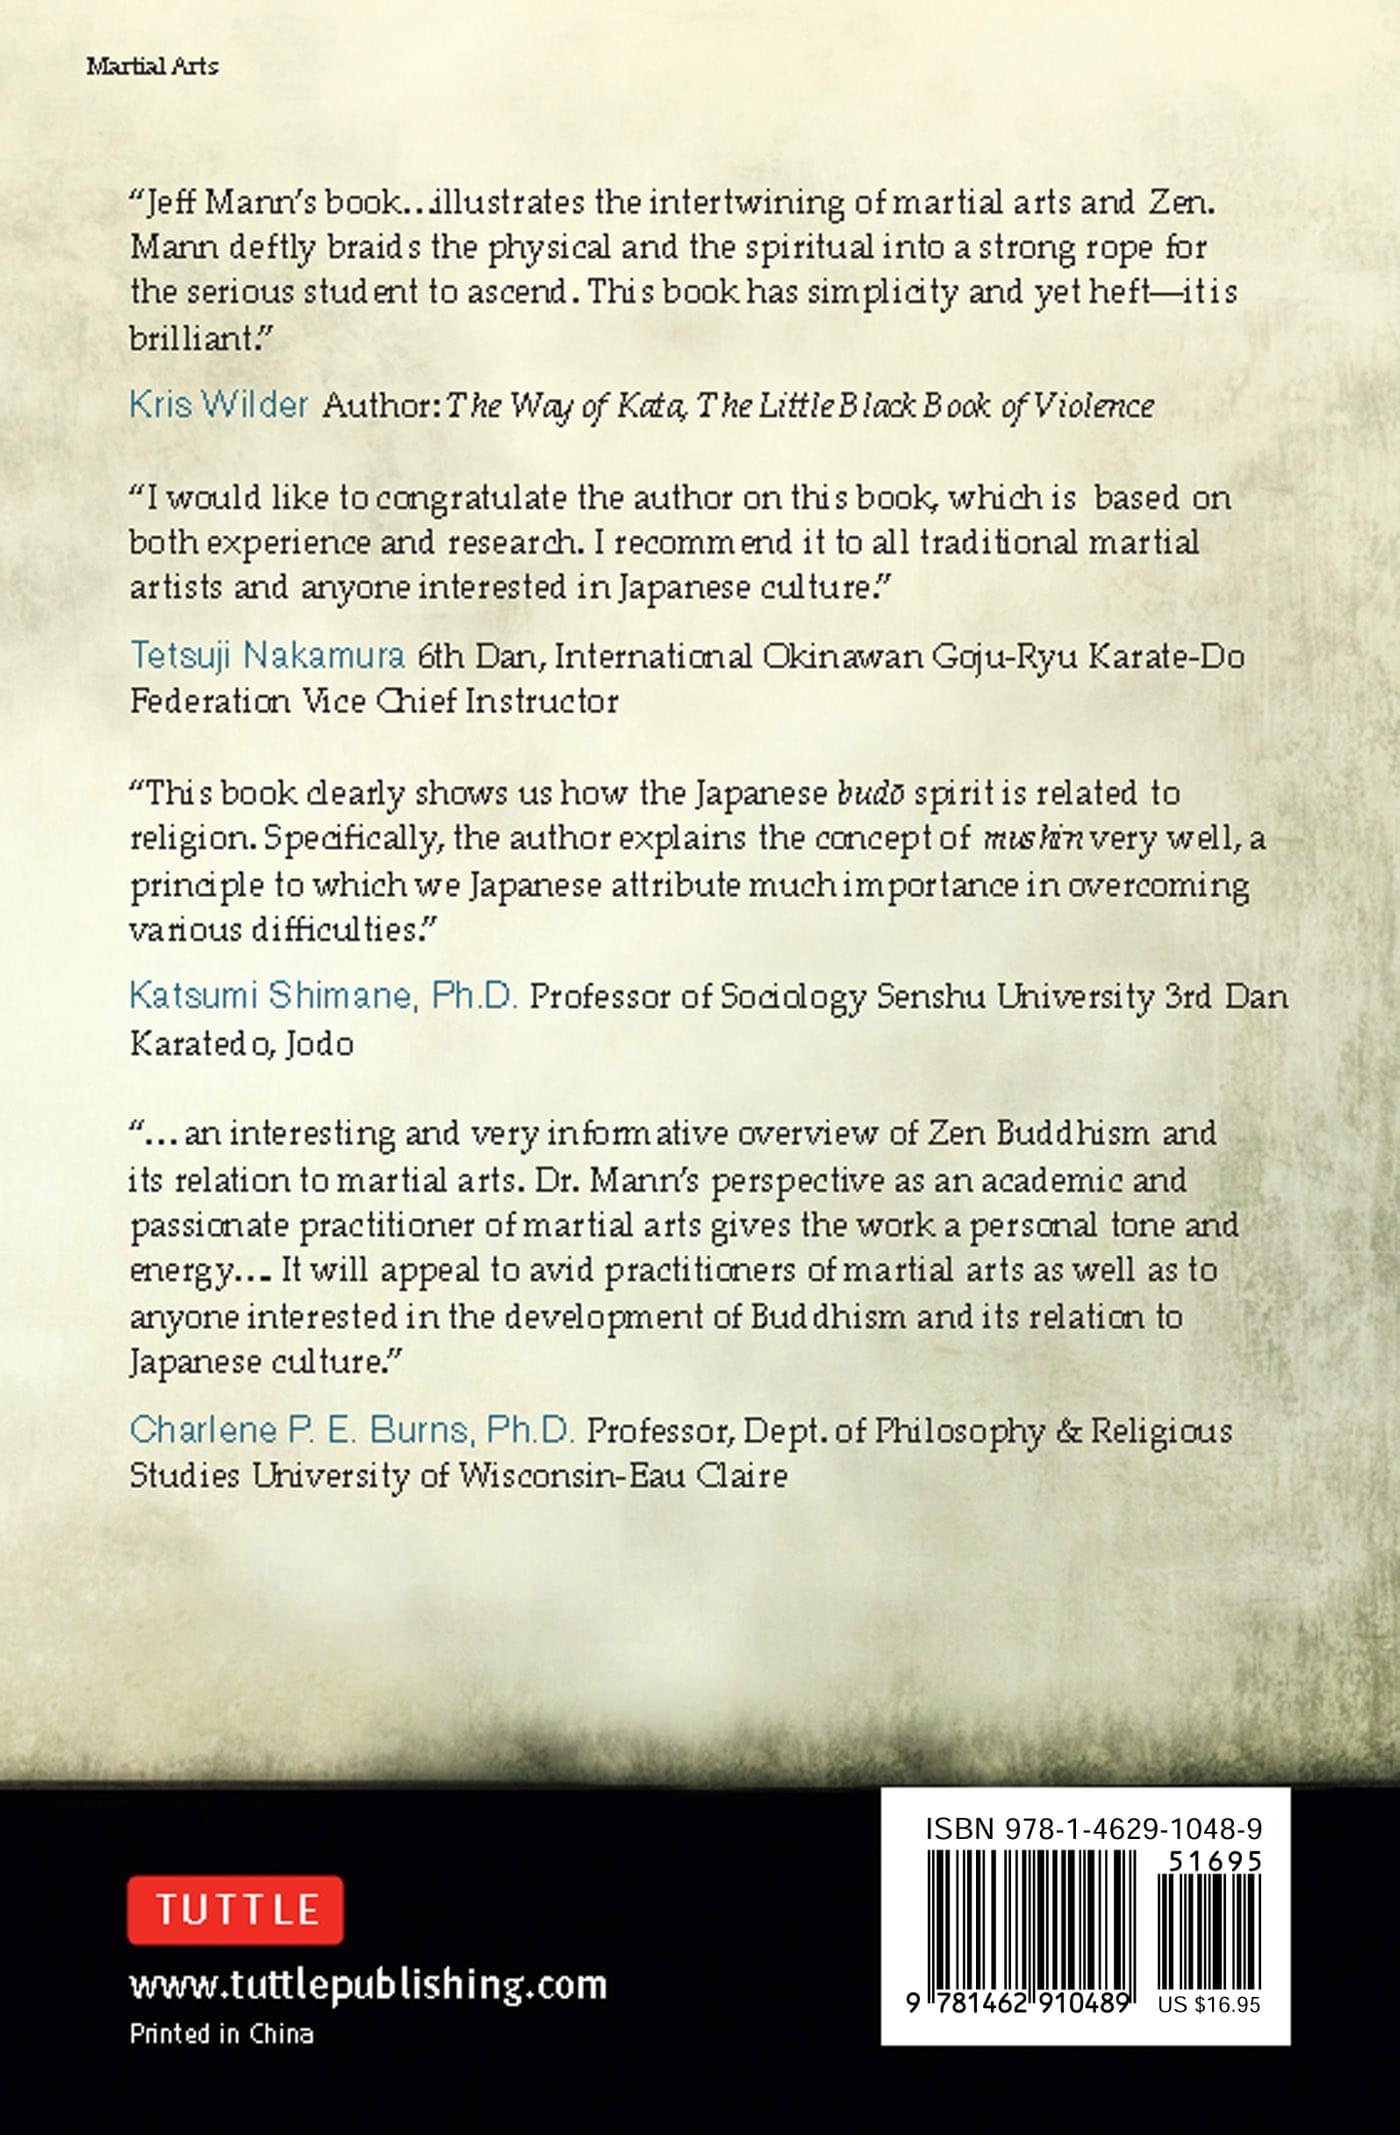 Martial Arts
“Jeff Mann’s book...illustrates the intertwining of martial arts and Zen.
Mann deftly braids the physical and the spiritual into a strong rope for
the serious student to ascend. This book has simplicity and yet heft—it is
brilliant.”
Kris Wilder Author: The Way of Kata, The Little Black Book of Violence
“I would like to congratulate the author on this book, which is based on
both experience and research. I recommend it to all traditional martial
artists and anyone interested in Japanese culture.”
Tetsuji Nakamura 6th Dan, International Okinawan Goju-Ryu Karate-Do
Federation Vice Chief Instructor
“This book clearly shows us how the Japanese budō spirit is related to
religion. Specifically, the author explains the concept of mushin very well, a
principle to which we Japanese attribute much importance in overcoming
various difficulties.”
Katsumi Shimane, Ph.D. Professor of Sociology Senshu University 3rd Dan
Karatedo, Jodo
“... an interesting and very informative overview of Zen Buddhism and
its relation to martial arts. Dr. Mann’s perspective as an academic and
passionate practitioner of martial arts gives the work a personal tone and
energy.... It will appeal to avid practitioners of martial arts as well as to
anyone interested in the development of Buddhism and its relation to
Japanese culture.”
Charlene P. E. Burns, Ph.D. Professor, Dept. of Philosophy & Religious
Studies University of Wisconsin-Eau Claire
TUTTLE
www.tuttlepublishing.com
Printed in China
ISBN 978-1-4629-1048-9
51695
9 781462 910489
US $16.95